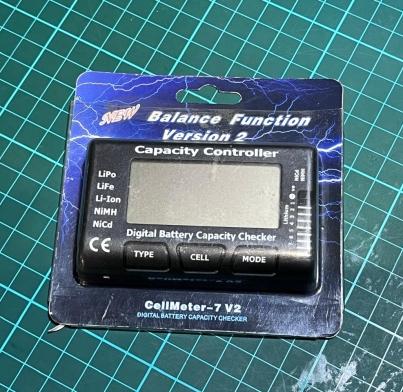 NEW
Balance Function
Version 2
Capacity Controller
LiPo
LiFe
Li-Ion
NiMH
NiCd
Digital Battery Capacity Checker
CE
TYPE
CELL
MODE
Lithium
CellMeter-7 V2
DIGITAL BATTERY CAPACITY CHECKER